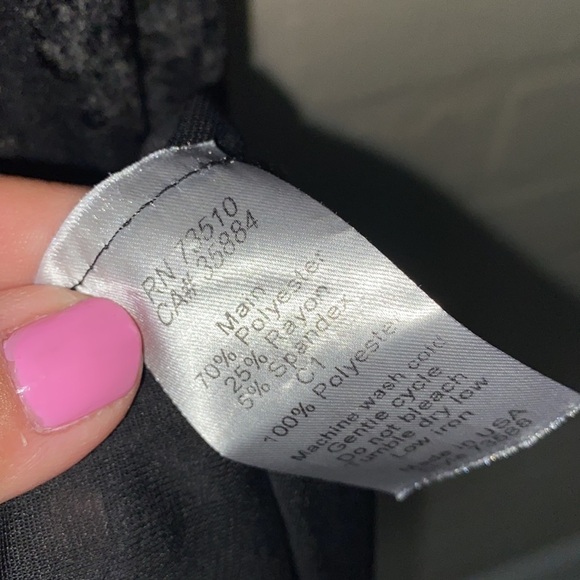 RN 73510
CA# 35884
Main
70% Polyester
25% Rayon
5% Spandex
C1
100% Polyester
Machine wash cold
Gentle cycle
Do not bleach
Tumble dry low
Low iron
Made in USA